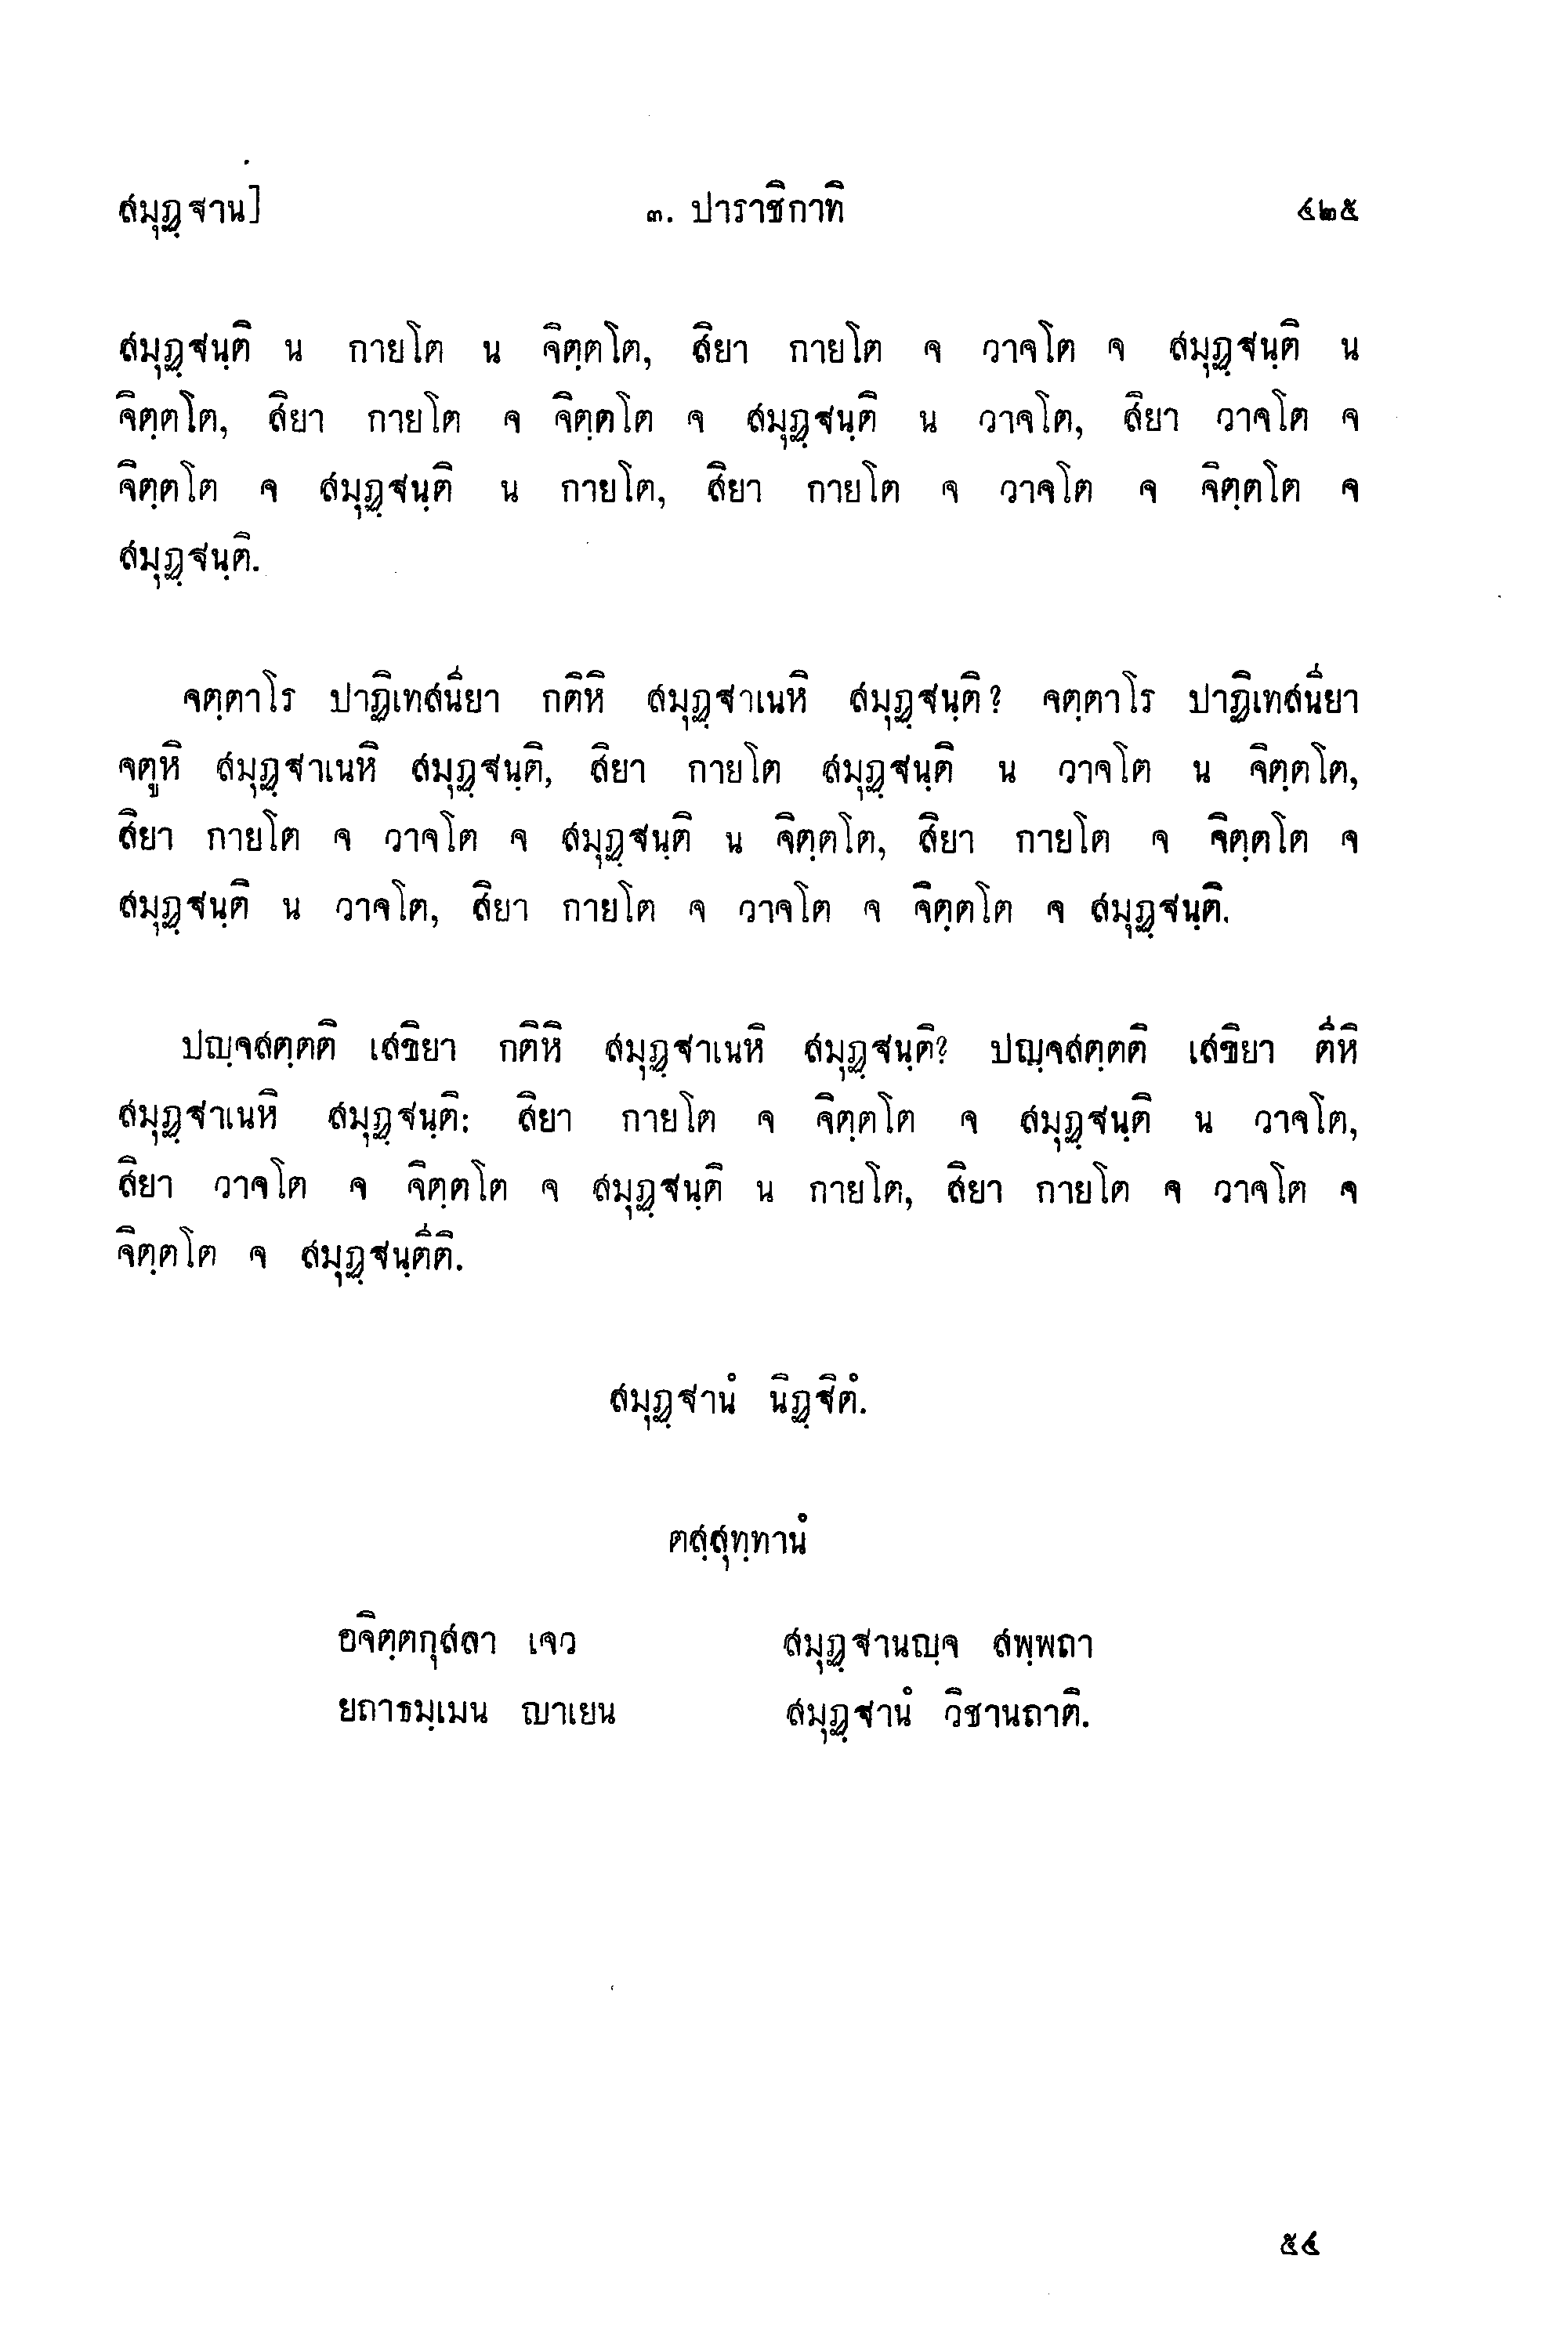 สมุฏฺฐาน] ๓. ปาราชิกาทิ ๔๒๕
สมุฏฺฐนฺติ น กายโต น จิตฺตโต, สิยา กายโต จ วาจโต จ สมุฏฺฐนฺติ น
จิตฺตโต, สิยา กายโต จ จิตฺตโต จ สมุฏฺฐนฺติ น วาจโต, สิยา วาจโต จ
จิตฺตโต จ สมุฏฺฐนฺติ น กายโต, สิยา กายโต จ วาจโต จ จิตฺตโต จ
สมุฏฺฐนฺติ.
จตฺตาโร ปาฏิเทสนียา กติหิ สมุฏฺฐาเนหิ สมุฏฺฐนฺติ? จตฺตาโร ปาฏิเทสนียา
จตูหิ สมุฏฺฐาเนหิ สมุฏฺฐนฺติ, สิยา กายโต สมุฏฺฐนฺติ น วาจโต น จิตฺตโต,
สิยา กายโต จ วาจโต จ สมุฏฺฐนฺติ น จิตฺตโต, สิยา กายโต จ จิตฺตโต จ
สมุฏฺฐนฺติ น วาจโต, สิยา กายโต จ วาจโต จ จิตฺตโต จ สมุฏฺฐนฺติ.
ปญฺจสตฺตติ เสขิยา กติหิ สมุฏฺฐาเนหิ สมุฏฺฐนฺติ? ปญฺจสตฺตติ เสขิยา ตีหิ
สมุฏฺฐาเนหิ สมุฏฺฐนฺติ: สิยา กายโต จ จิตฺตโต จ สมุฏฺฐนฺติ น วาจโต,
สิยา วาจโต จ จิตฺตโต จ สมุฏฺฐนฺติ น กายโต, สิยา กายโต จ วาจโต จ
จิตฺตโต จ สมุฏฺฐนฺตีติ.
สมุฏฺฐานํ นิฏฺฐิตํ.
ตสฺสุทฺทานํ
อจิตฺตกุสลา เจว สมุฏฺฐานญฺจ สพฺพถา
ยถาธมฺเมน ญาเยน สมุฏฺฐานํ วิชานถาติ.
๕๔